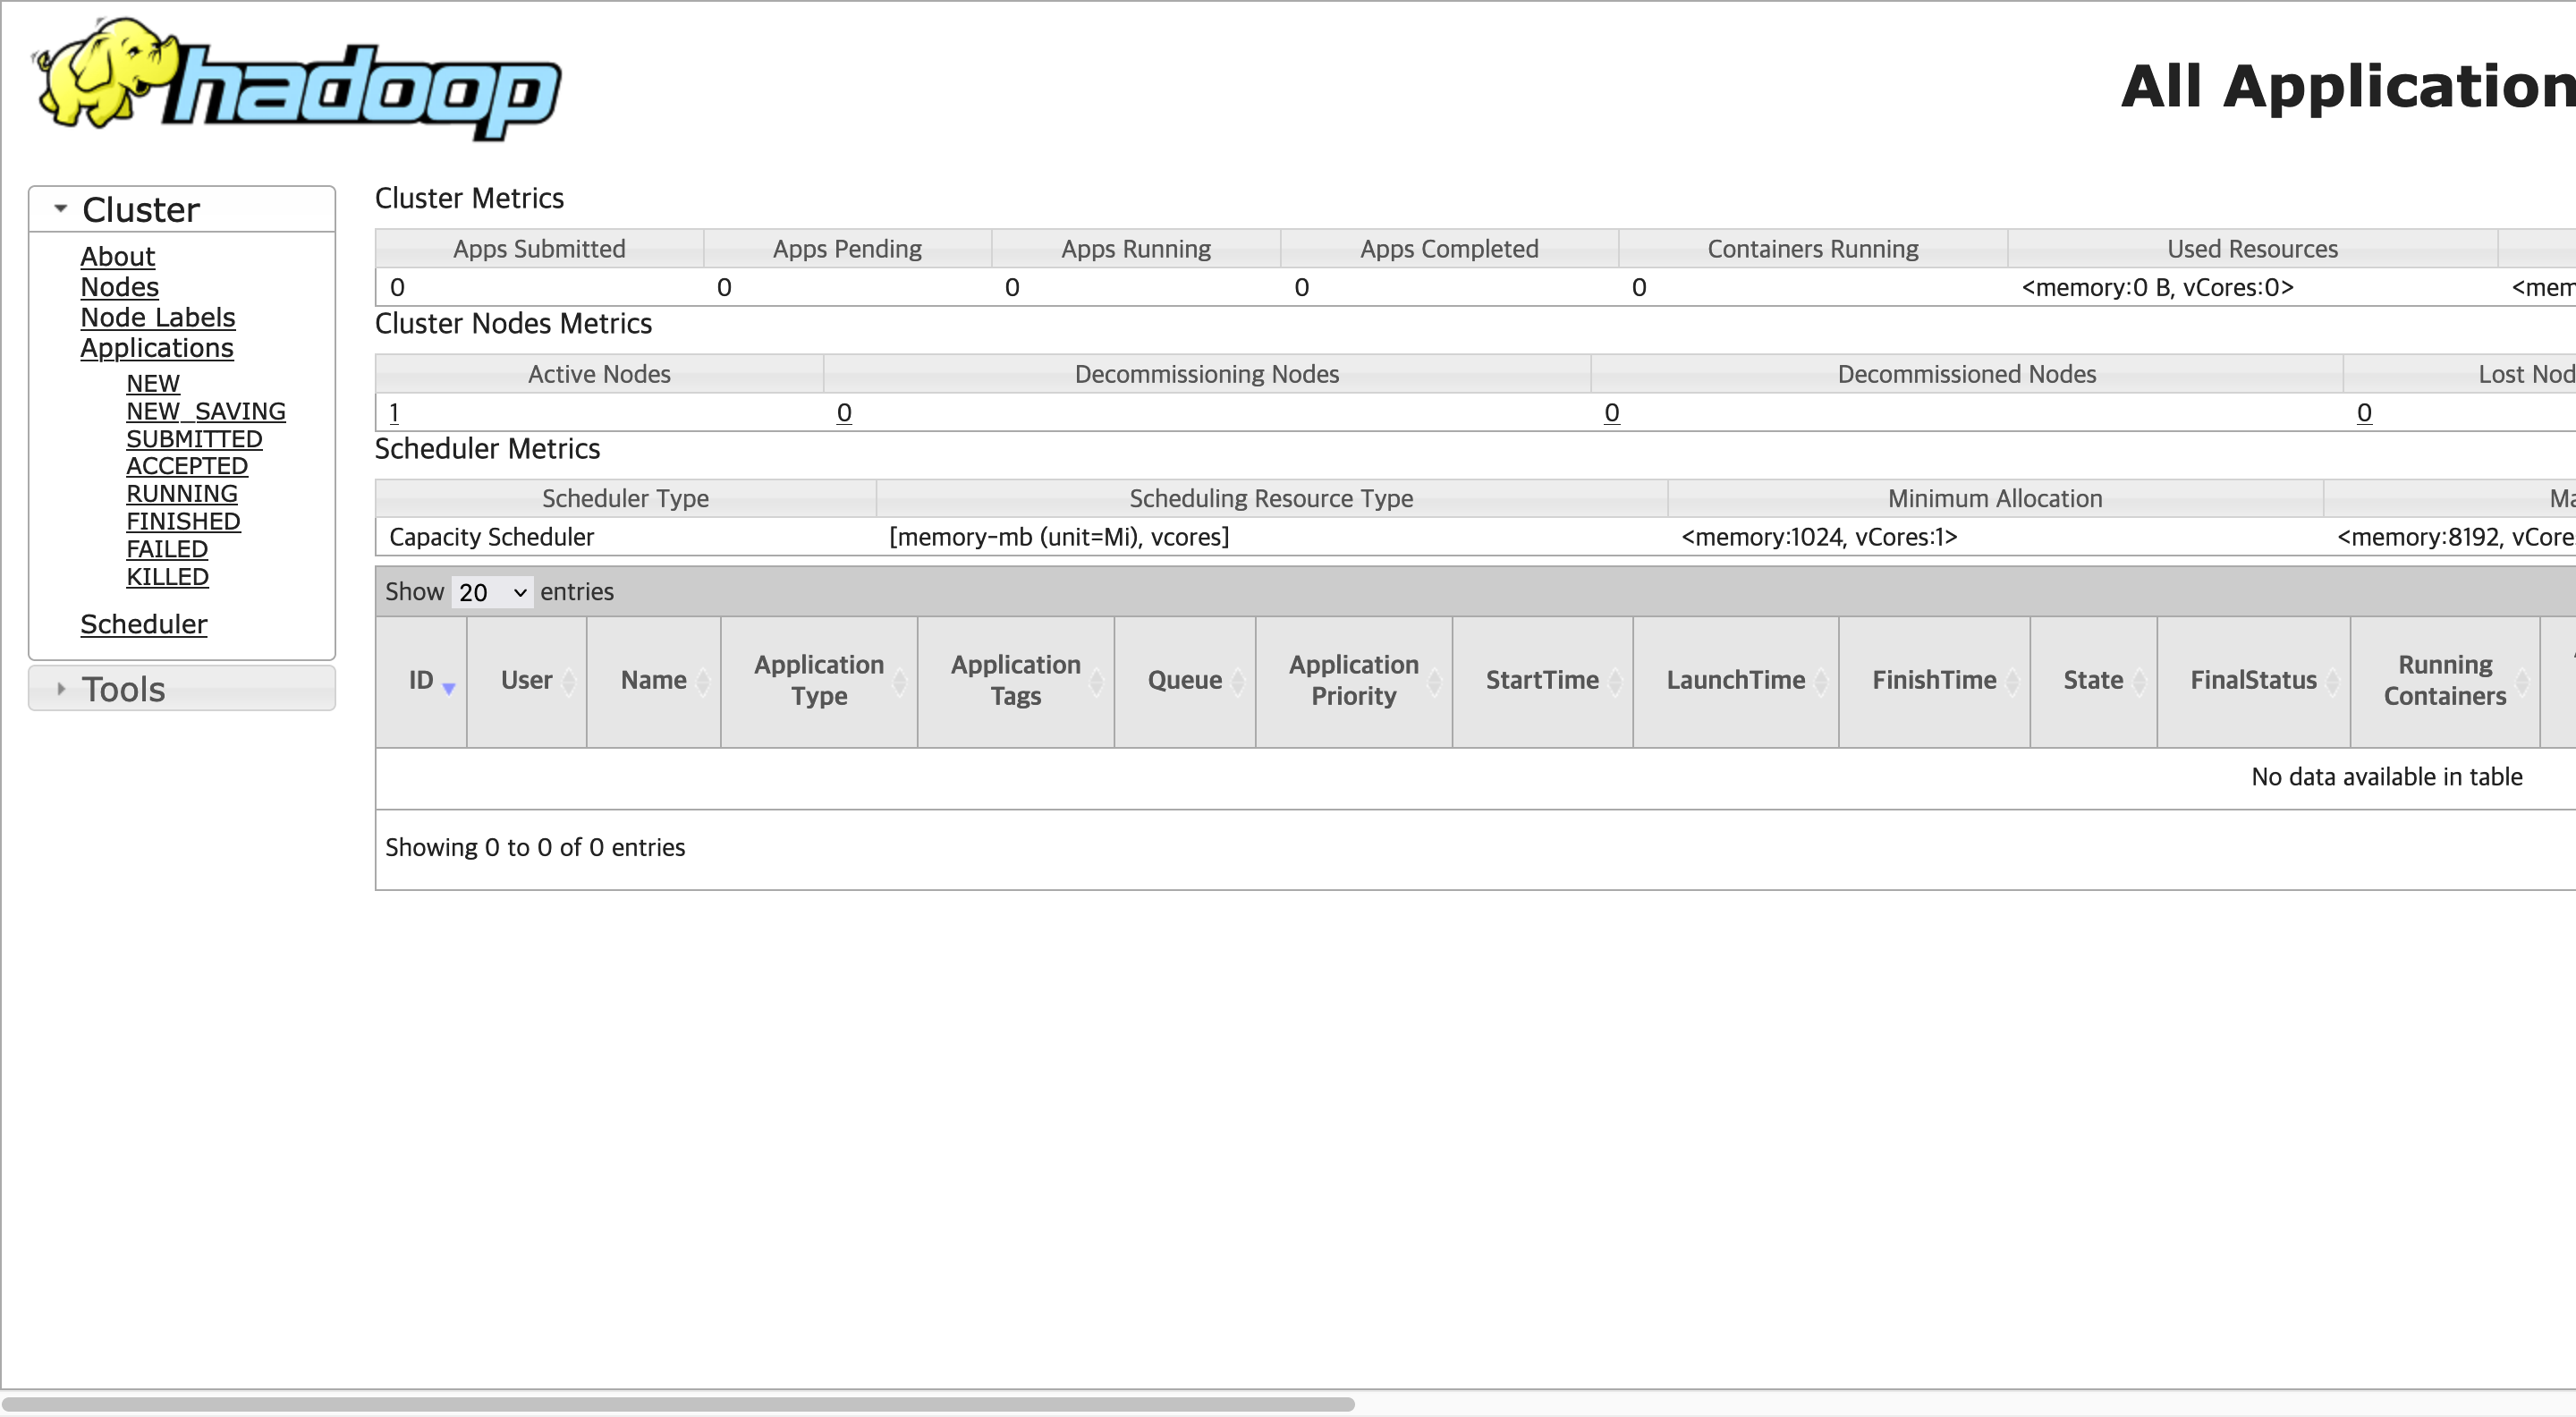 hadoop
All Application
Cluster
About
Nodes
Node Labels
Applications
NEW
NEW_SAVING
SUBMITTED
ACCEPTED
RUNNING
FINISHED
FAILED
KILLED
Scheduler
Tools
Cluster Metrics
Apps Submitted Apps Pending Apps Running Apps Completed Containers Running Used Resources
0 0 0 0 0 <memory:0 B, vCores:0> <mem
Cluster Nodes Metrics
Active Nodes Decommissioning Nodes Decommissioned Nodes Lost Nod
1 0 0 0
Scheduler Metrics
Scheduler Type Scheduling Resource Type Minimum Allocation Ma
Capacity Scheduler [memory-mb (unit=Mi), vcores] <memory:1024, vCores:1> <memory:8192, vCore
Show 20 entries
ID User Name Application Type Application Tags Queue Application Priority StartTime LaunchTime FinishTime State FinalStatus Running Containers
No data available in table
Showing 0 to 0 of 0 entries